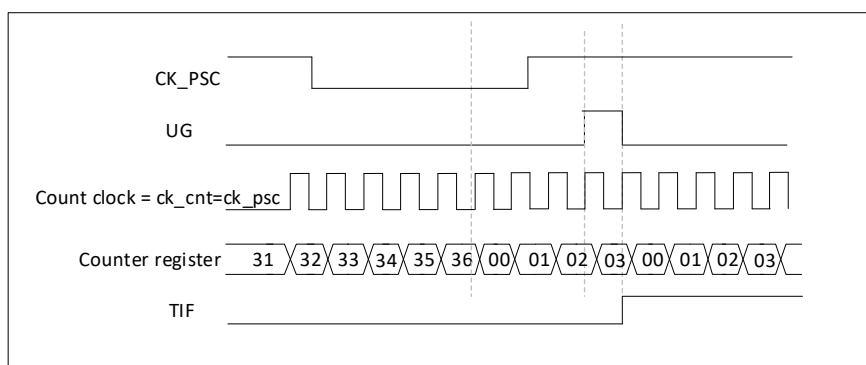 CK_PSC
UG
Count clock = ck_cnt=ck_psc
Counter register 31 32 33 34 35 36 00 01 02 03 00 01 02 03
TIF